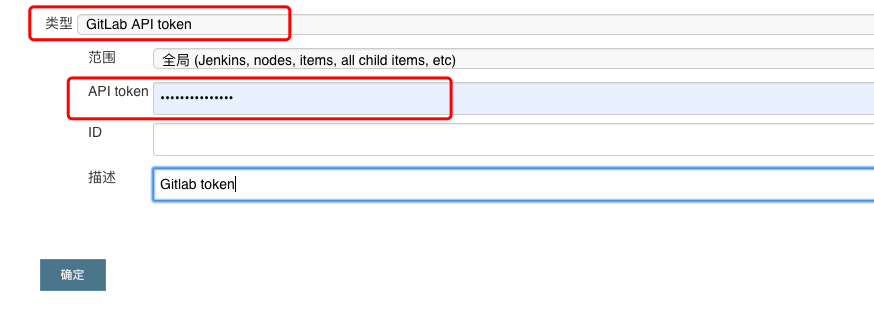 类型 GitLab API token
范围 全局 (Jenkins, nodes, items, all child items, etc)
API token •••••••••••••••
ID
描述 Gitlab token
确定